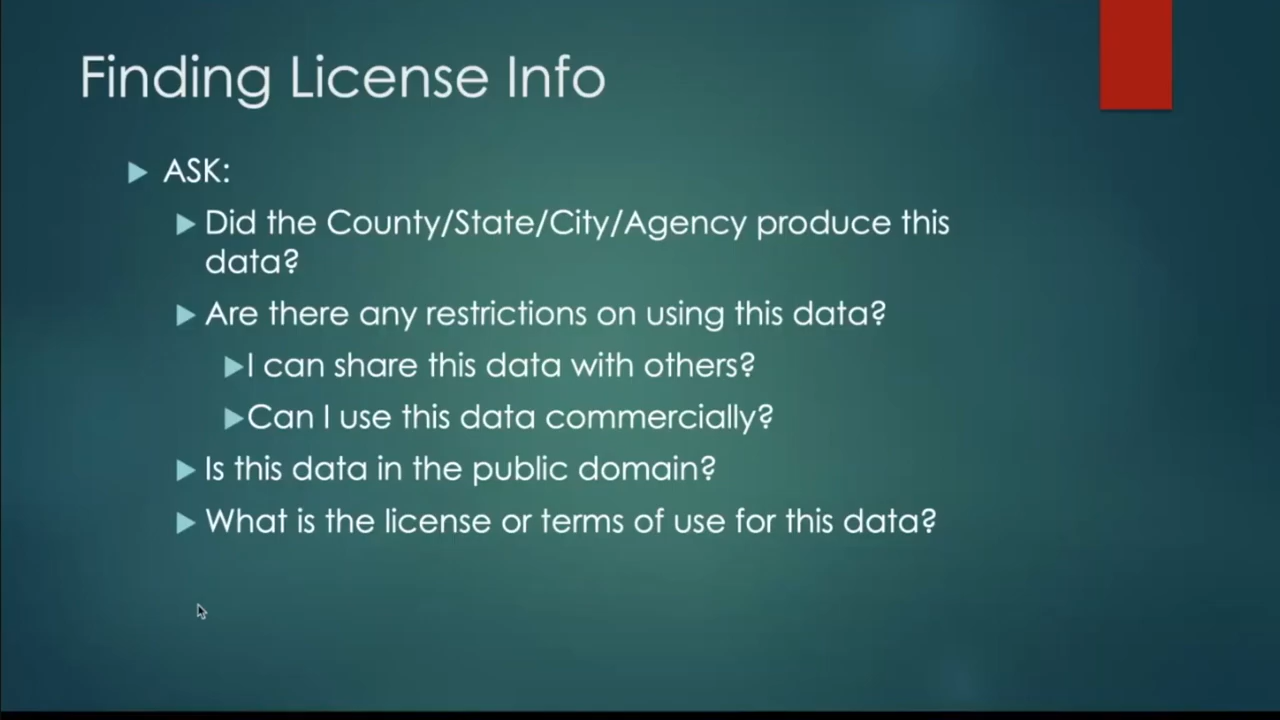 Finding License Info
ASK:
Did the County/State/City/Agency produce this
data?
Are there any restrictions on using this data?
I can share this data with others?
Can I use this data commercially?
Is this data in the public domain?
What is the license or terms of use for this data?